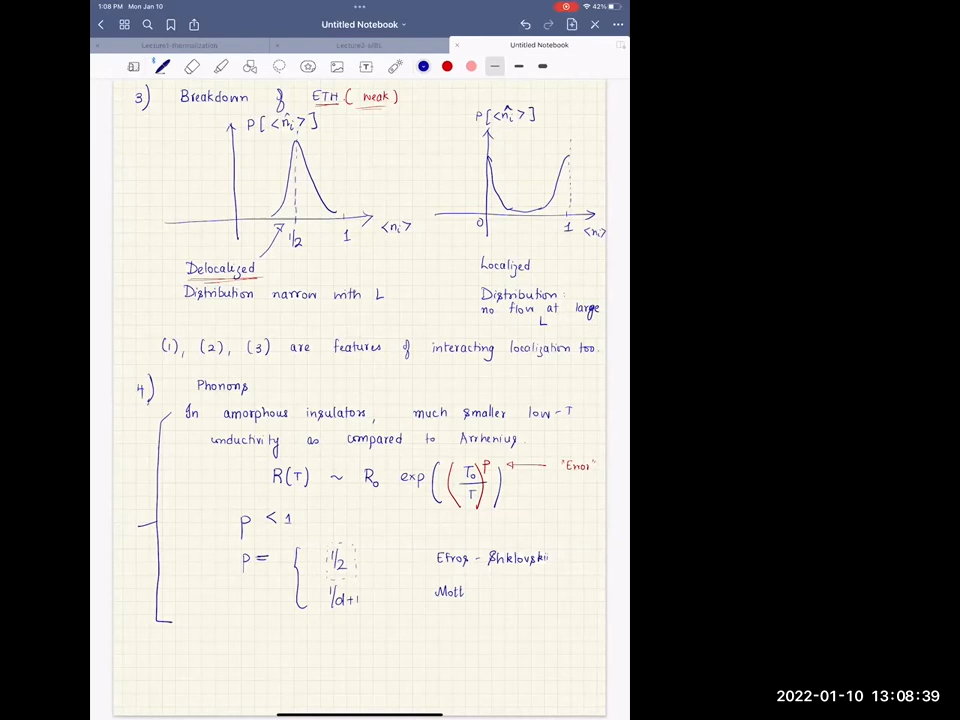 1:08 PM Mon Jan 10
42%
Untitled Notebook
Lecture1-thermalization
Lecture2-MBL
Untitled Notebook
3) Breakdown of ETH (weak)
P[<n̂i>]
1/2
1
<ni>
P[<n̂i>]
0
1
<ni>
Delocalized
Distribution narrow with L
Localized
Distribution:
no flow at large
L
(1), (2), (3) are features of interacting localization too.
4) Phonons
In amorphous insulators, much smaller low-T
conductivity as compared to Arrhenius.
R(T) ~ R0 exp((T0/T)^p) "Error"
p < 1
p = { 1/2 Efros - Shklovskii
1/d+1 Mott
2022-01-10 13:08:39